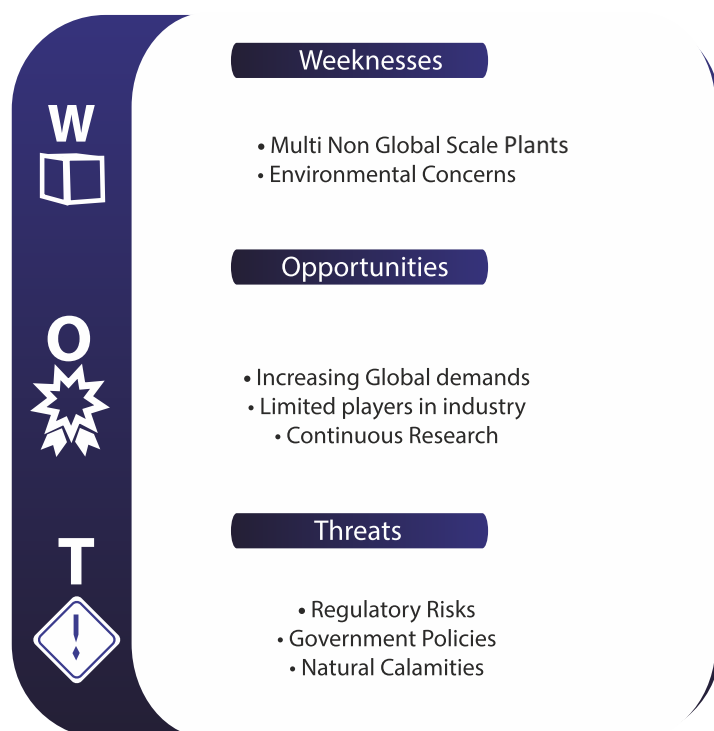 W
Weeknesses
• Multi Non Global Scale Plants
• Environmental Concerns
O
Opportunities
• Increasing Global demands
• Limited players in industry
• Continuous Research
T
Threats
• Regulatory Risks
• Government Policies
• Natural Calamities
!